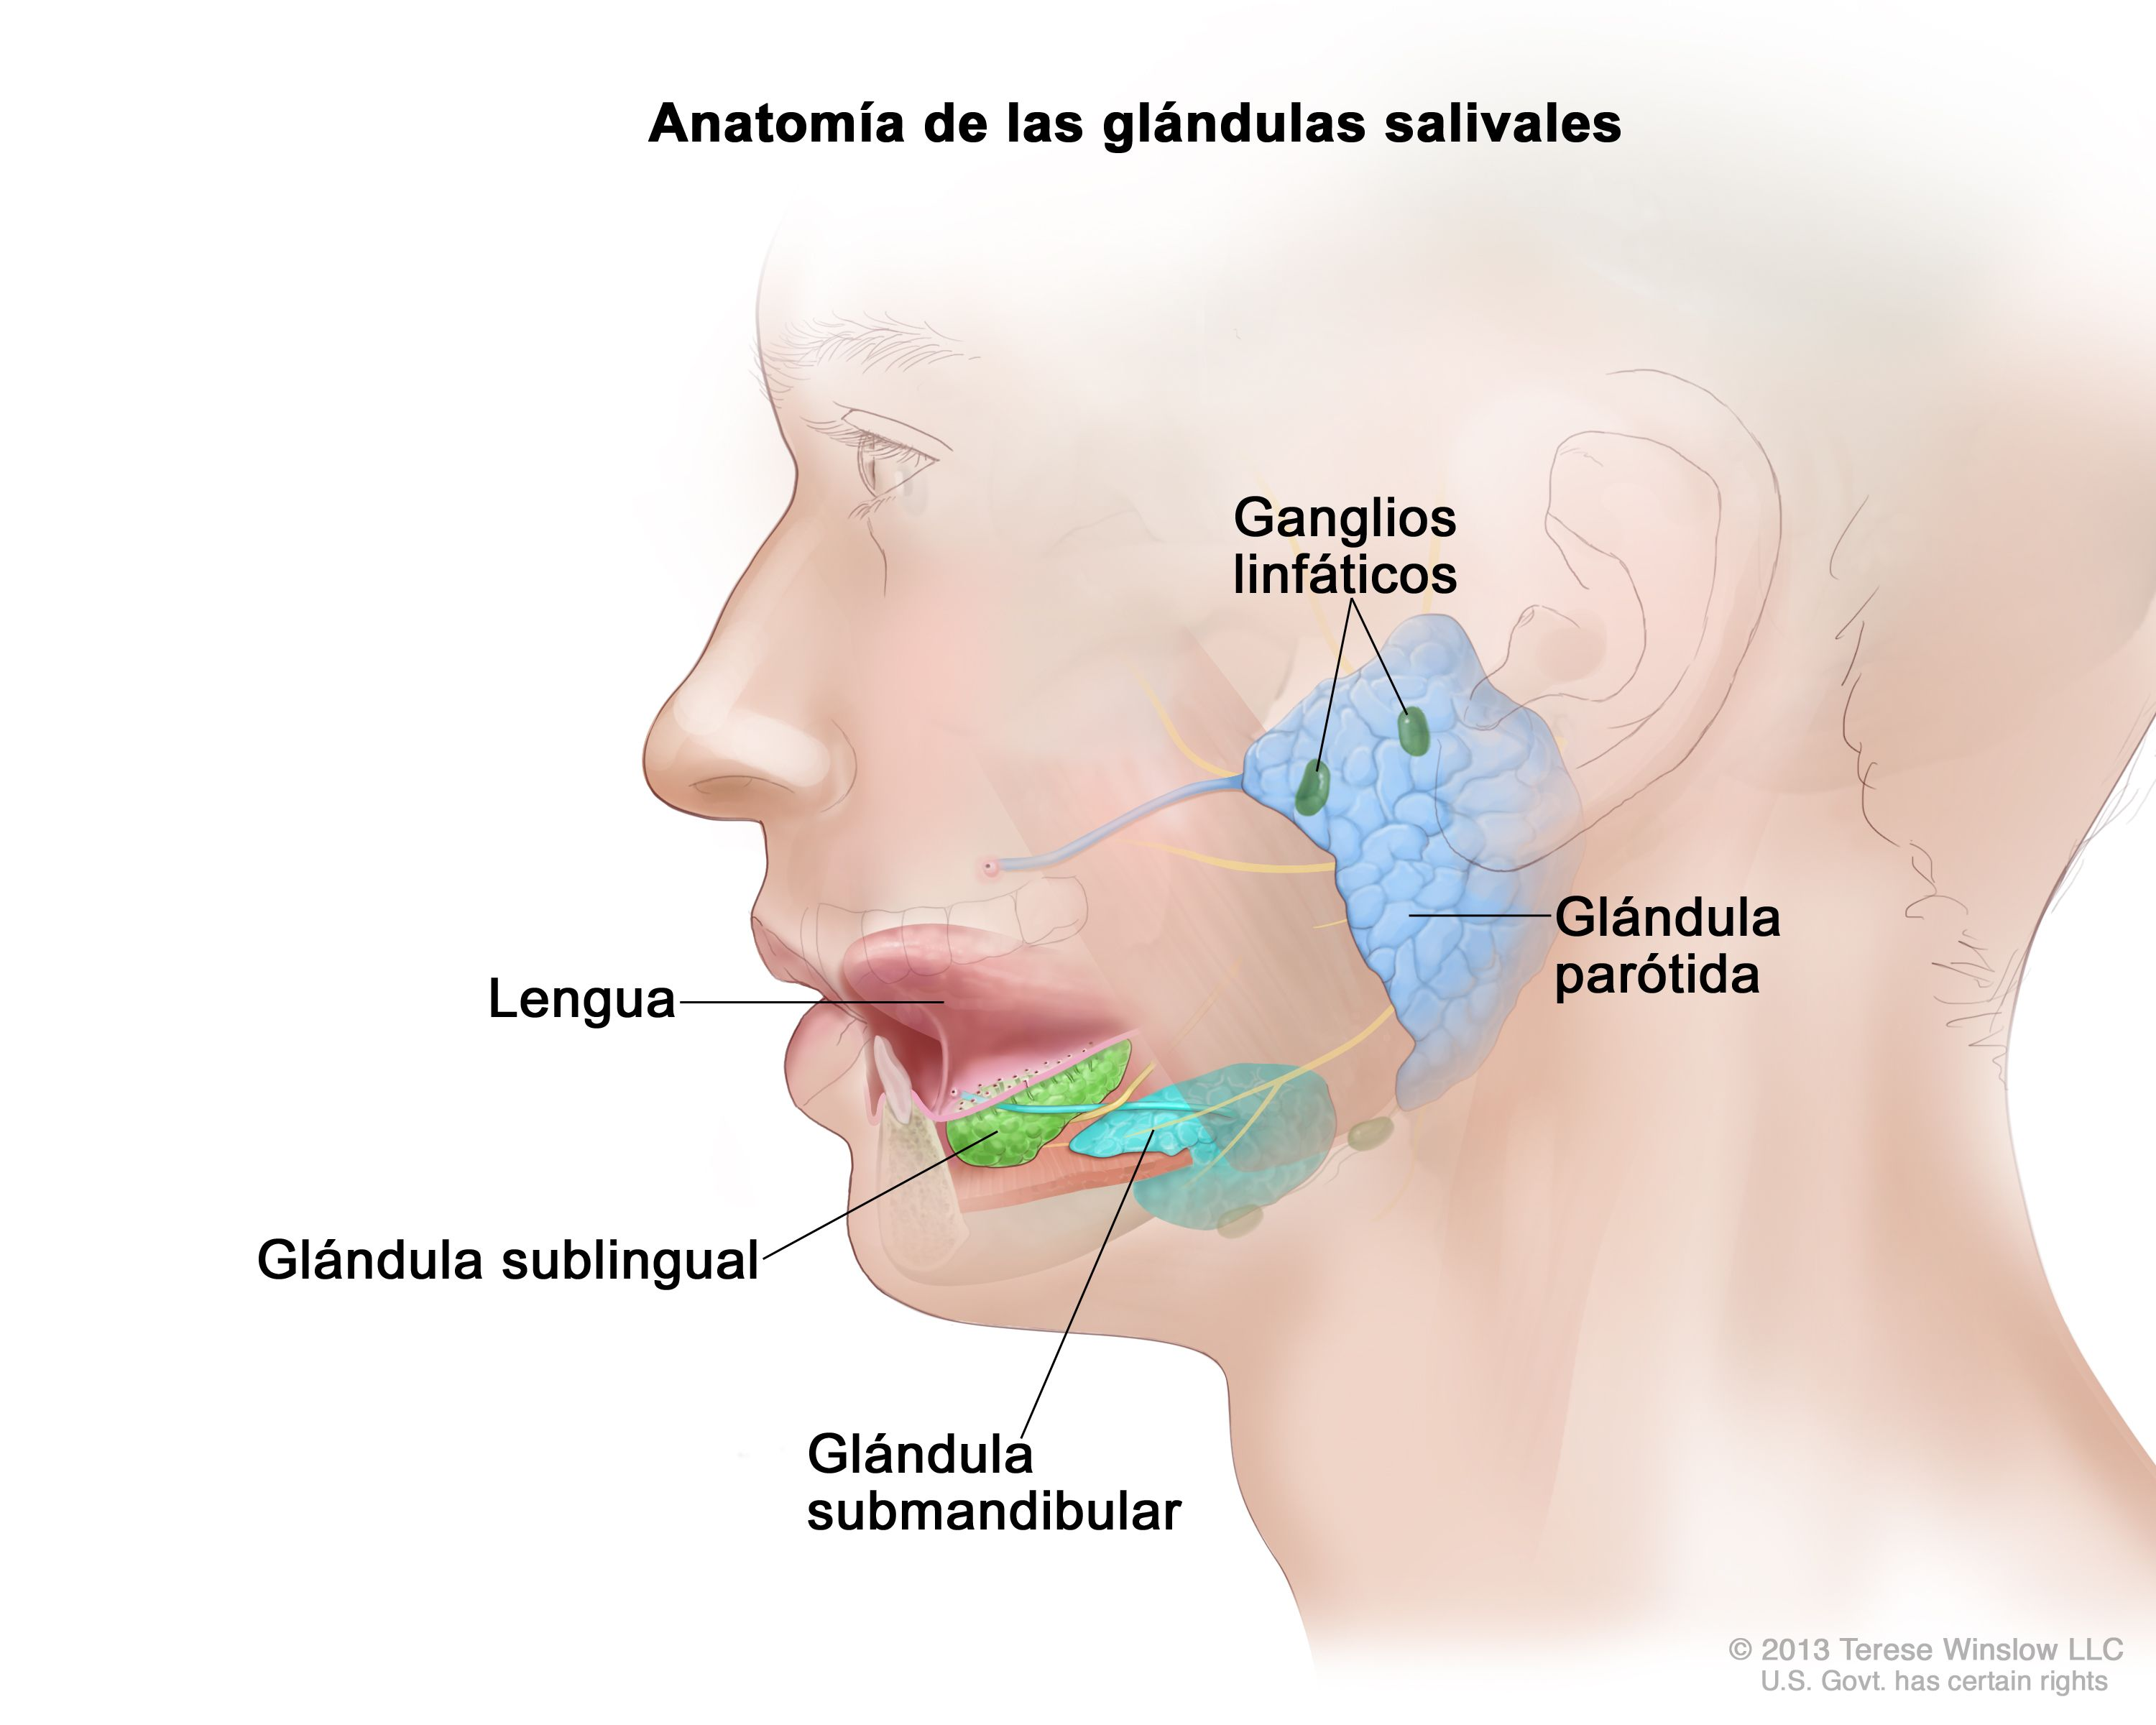 Anatomía de las glándulas salivales
Ganglios
linfáticos
Glándula
parótida
Lengua
Glándula sublingual
Glándula
submandibular
© 2013 Terese Winslow LLC
U.S. Govt. has certain rights